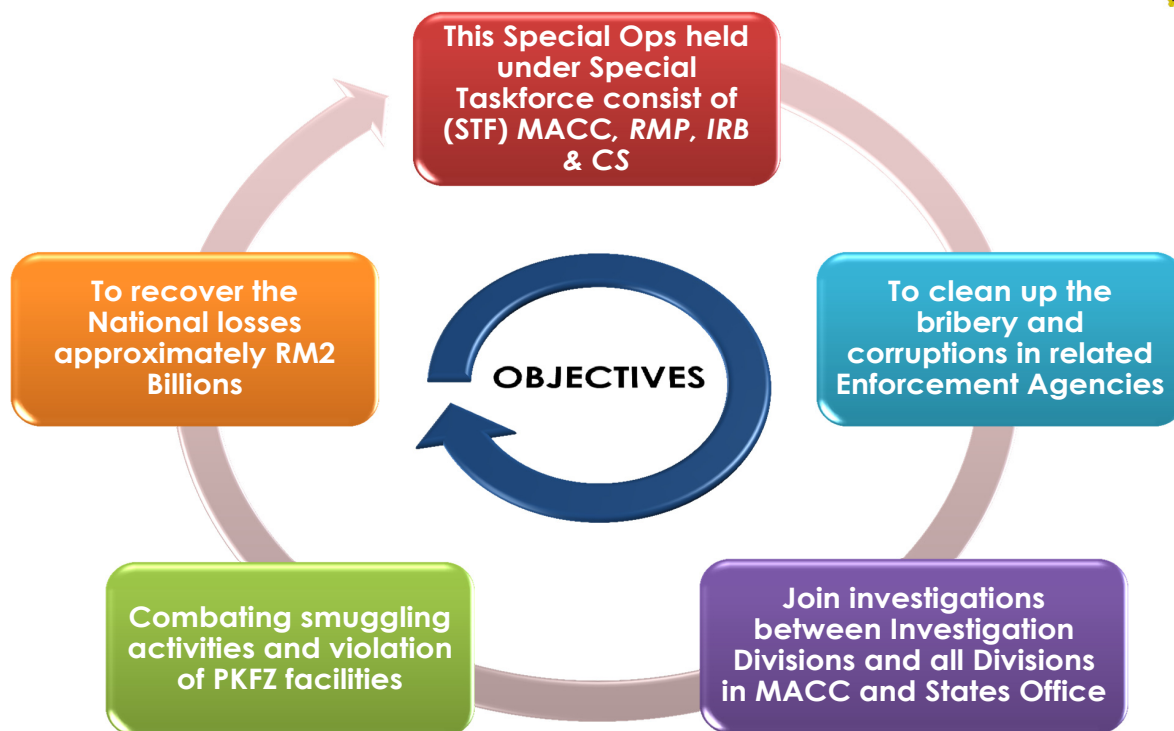 This Special Ops held
under Special
Taskforce consist of
(STF) MACC, RMP, IRB
& CS
To clean up the
bribery and
corruptions in related
Enforcement Agencies
Join investigations
between Investigation
Divisions and all Divisions
in MACC and States Office
Combating smuggling
activities and violation
of PKFZ facilities
To recover the
National losses
approximately RM2
Billions
OBJECTIVES